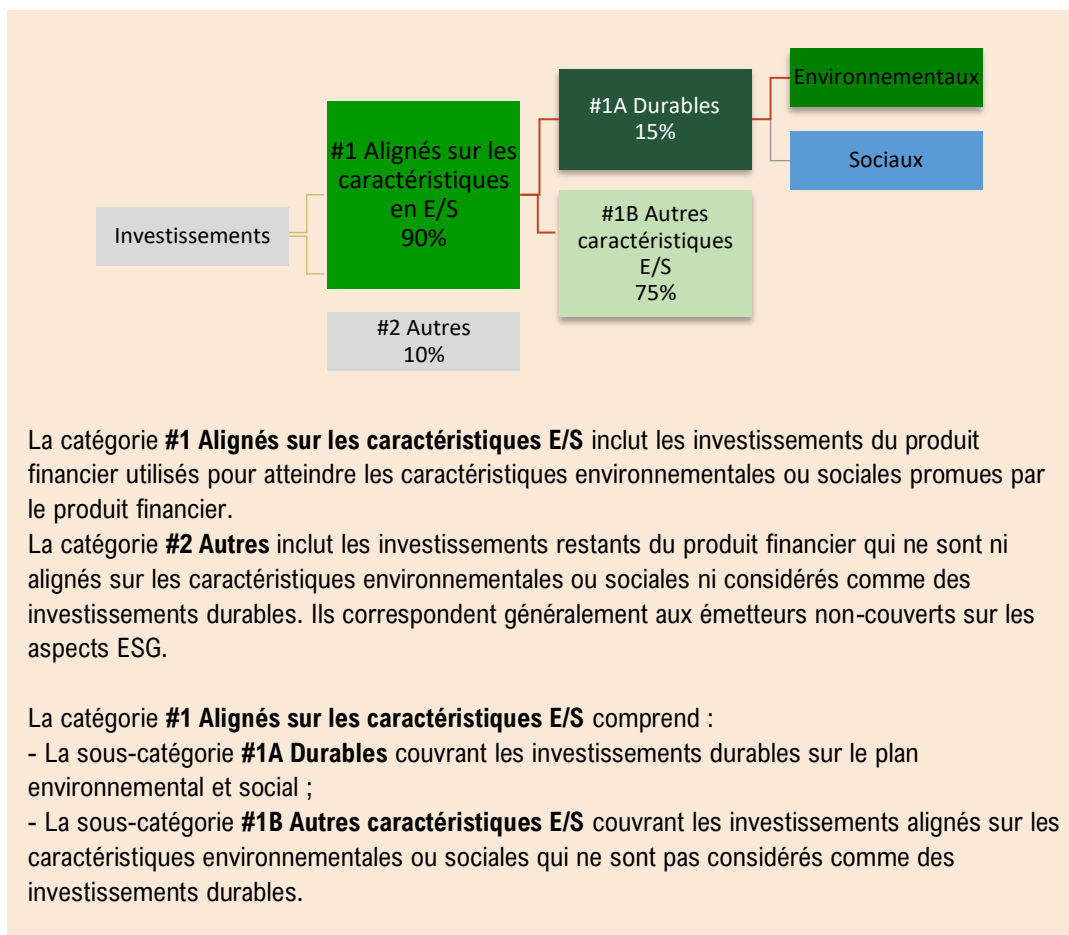 Investissements
#1 Alignés sur les
caractéristiques
en E/S
90%
#2 Autres
10%
#1A Durables
15%
#1B Autres
caractéristiques
E/S
75%
Environnementaux
Sociaux
La catégorie #1 Alignés sur les caractéristiques E/S inclut les investissements du produit
financier utilisés pour atteindre les caractéristiques environnementales ou sociales promues par
le produit financier.
La catégorie #2 Autres inclut les investissements restants du produit financier qui ne sont ni
alignés sur les caractéristiques environnementales ou sociales ni considérés comme des
investissements durables. Ils correspondent généralement aux émetteurs non-couverts sur les
aspects ESG.
La catégorie #1 Alignés sur les caractéristiques E/S comprend :
- La sous-catégorie #1A Durables couvrant les investissements durables sur le plan
environnemental et social ;
- La sous-catégorie #1B Autres caractéristiques E/S couvrant les investissements alignés sur les
caractéristiques environnementales ou sociales qui ne sont pas considérés comme des
investissements durables.